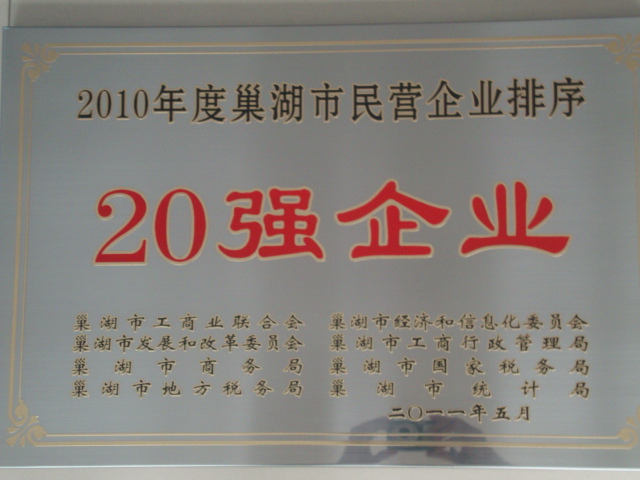 2010年度巢湖市民营企业排序
20强企业
巢湖市工商业联合会 巢湖市经济和信息化委员会
巢湖市发展和改革委员会 巢湖市工商行政管理局
巢湖市商务局 巢湖市国家税务局
巢湖市地方税务局 巢湖市统计局
二〇一一年五月